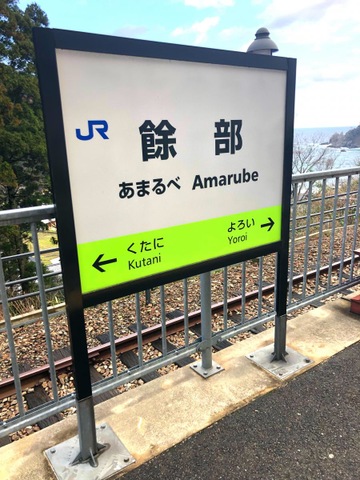 JR
餘部
あまるべ Amarube
← くたに
Kutani
よろい →
Yoroi